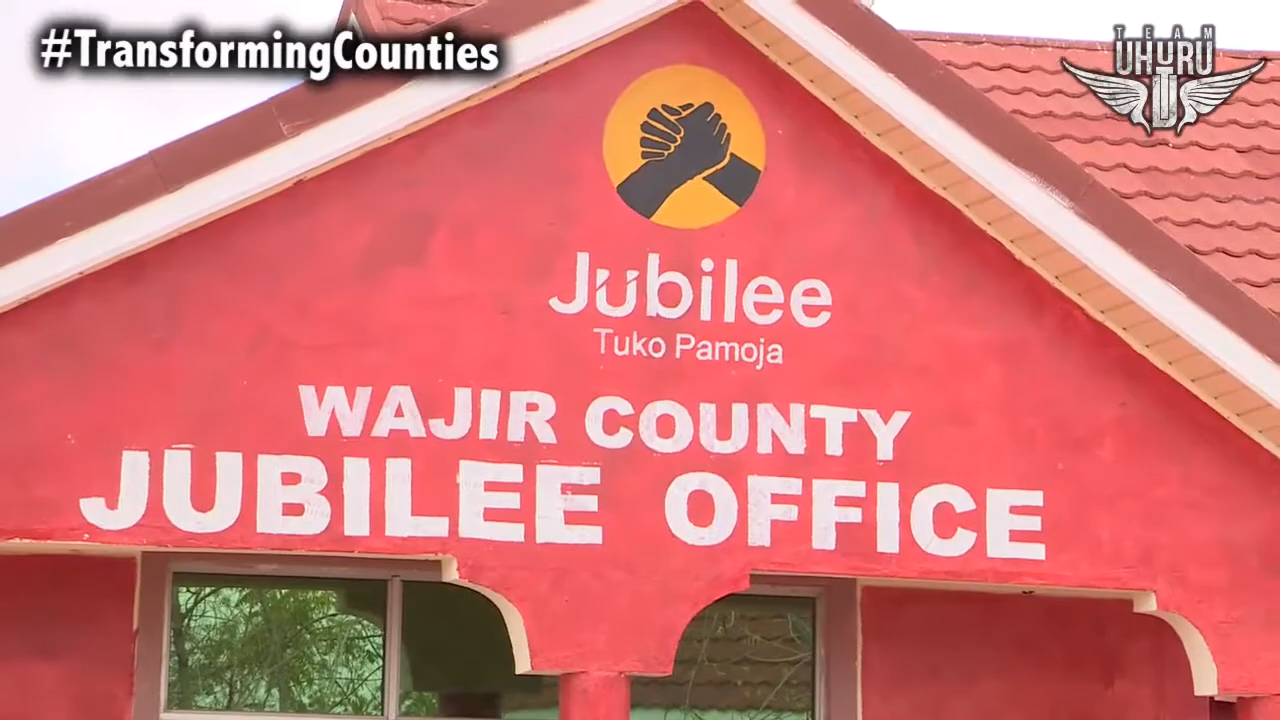 #TransformingCounties
TEAM
UHURU
Jubilee
Tuko Pamoja
WAJIR COUNTY
JUBILEE OFFICE